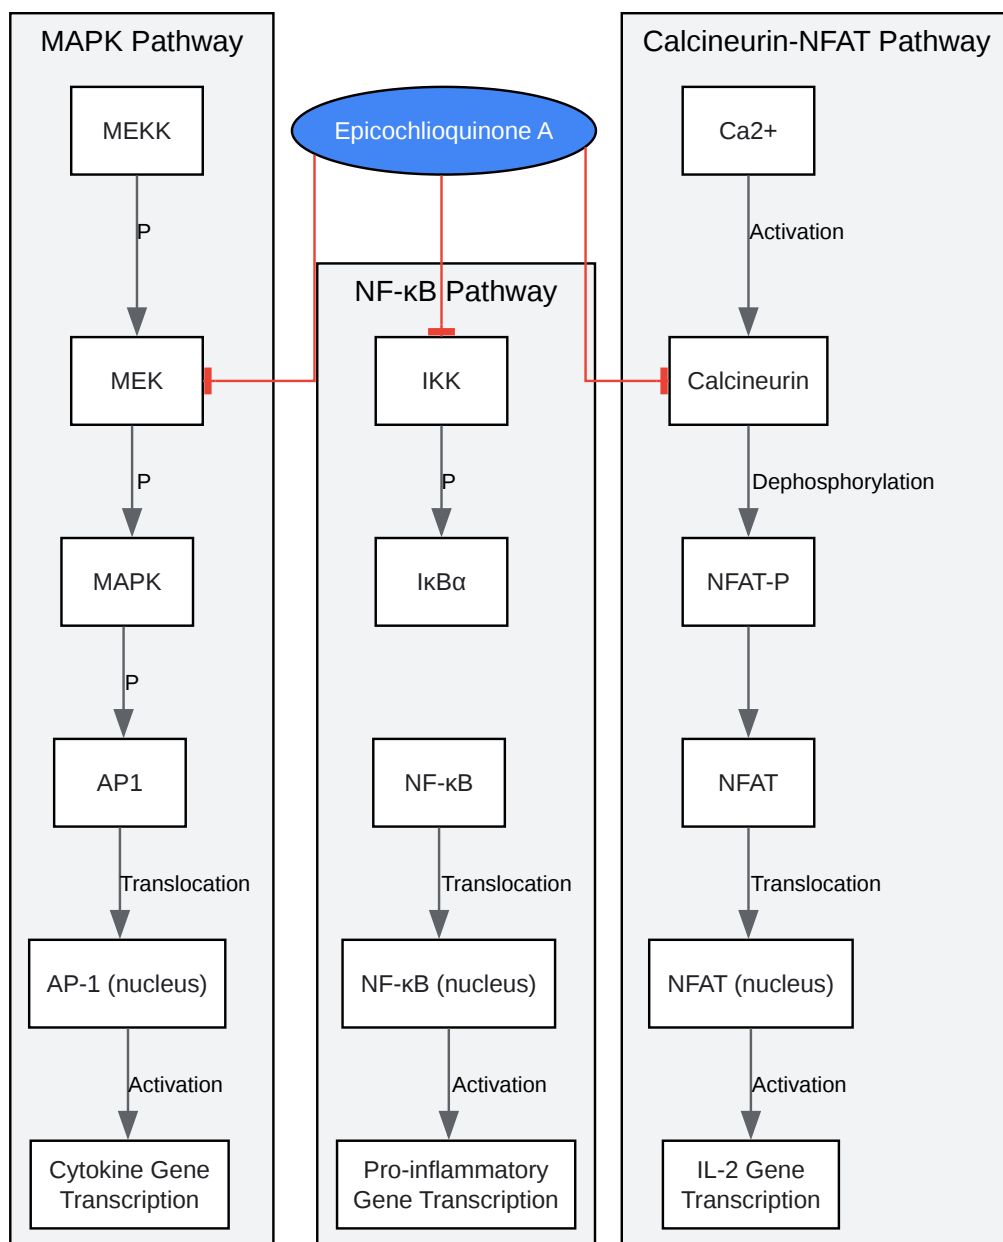 MAPK Pathway
MEKK
P
MEK
P
MAPK
P
AP1
Translocation
AP-1 (nucleus)
Activation
Cytokine Gene
Transcription
Epicochlioquinone A
NF-κB Pathway
IKK
P
IκBα
NF-κB
Translocation
NF-κB (nucleus)
Activation
Pro-inflammatory
Gene Transcription
Calcineurin-NFAT Pathway
Ca2+
Activation
Calcineurin
Dephosphorylation
NFAT-P
NFAT
Translocation
NFAT (nucleus)
Activation
IL-2 Gene
Transcription